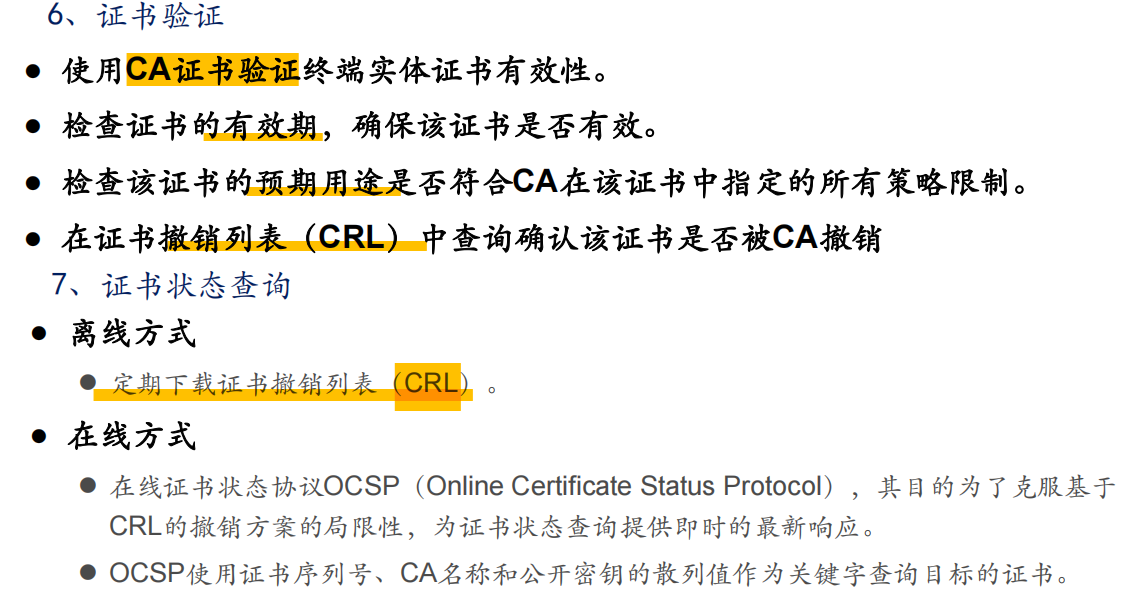 6、证书验证
● 使用CA证书验证终端实体证书有效性。
● 检查证书的有效期，确保该证书是否有效。
● 检查该证书的预期用途是否符合CA在该证书中指定的所有策略限制。
● 在证书撤销列表（CRL）中查询确认该证书是否被CA撤销
7、证书状态查询
● 离线方式
● 定期下载证书撤销列表（CRL）。
● 在线方式
● 在线证书状态协议OCSP（Online Certificate Status Protocol），其目的为了克服基于
CRL的撤销方案的局限性，为证书状态查询提供即时的最新响应。
● OCSP使用证书序列号、CA名称和公开密钥的散列值作为关键字查询目标的证书。